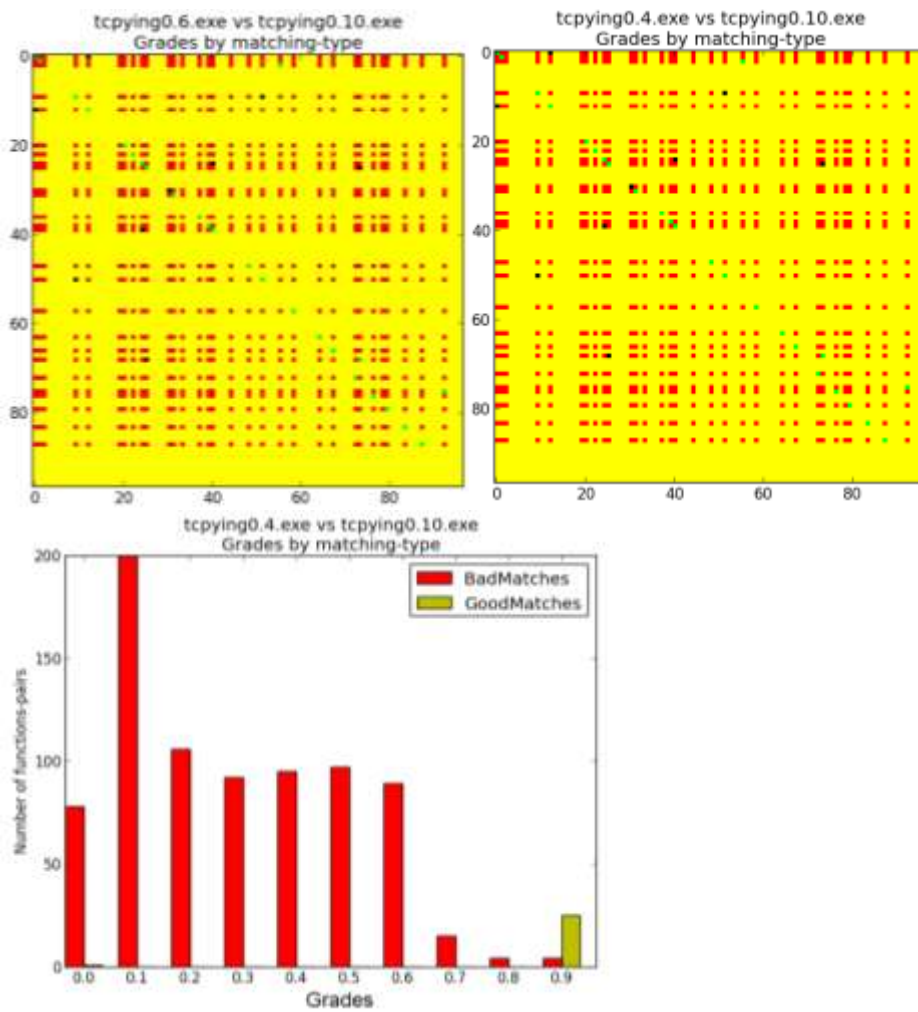 tcpying0.6.exe vs tcpying0.10.exe
Grades by matching-type
0
20
40
60
80
0 20 40 60 80
tcpying0.4.exe vs tcpying0.10.exe
Grades by matching-type
0
20
40
60
80
0 20 40 60 80
tcpying0.4.exe vs tcpying0.10.exe
Grades by matching-type
BadMatches
GoodMatches
Number of functions-pairs
200
150
100
50
0
0.0 0.1 0.2 0.3 0.4 0.5 0.6 0.7 0.8 0.9
Grades